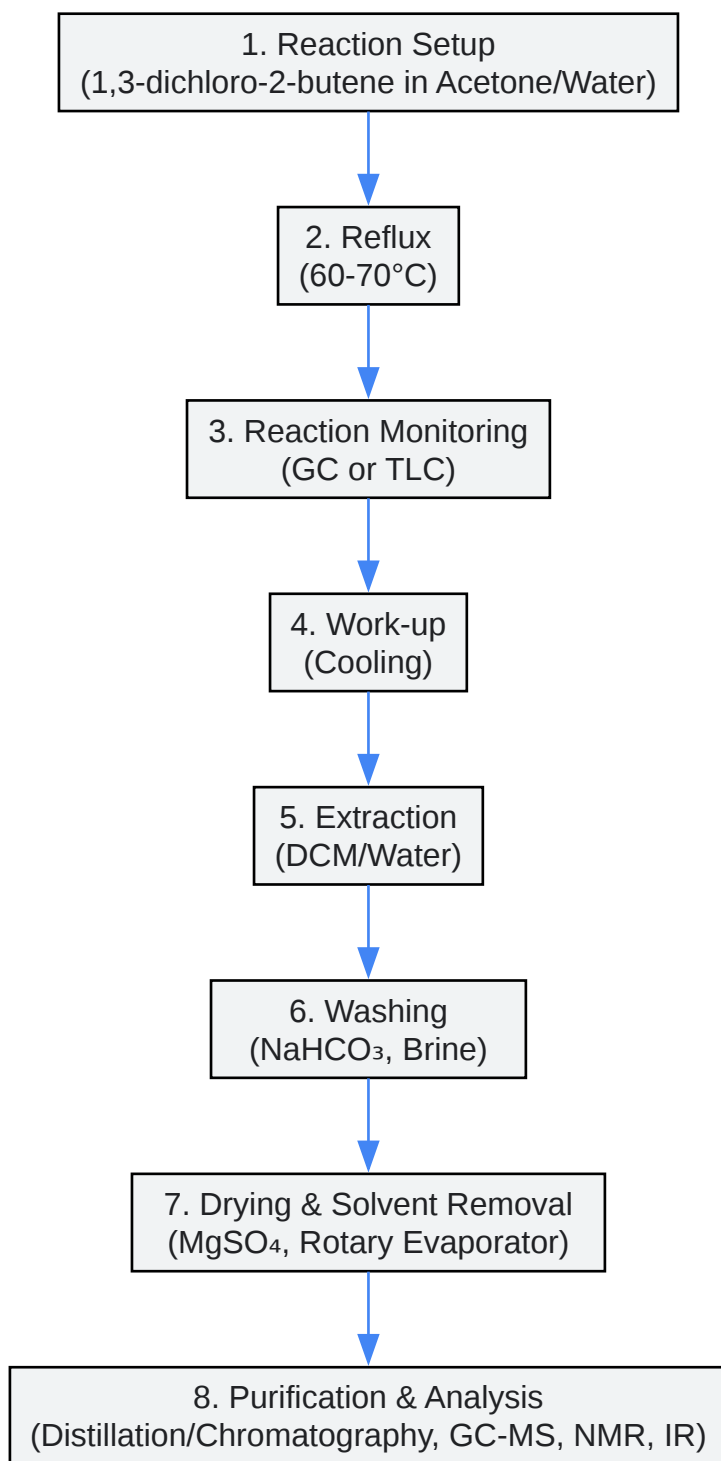 1. Reaction Setup
(1,3-dichloro-2-butene in Acetone/Water)
2. Reflux
(60-70°C)
3. Reaction Monitoring
(GC or TLC)
4. Work-up
(Cooling)
5. Extraction
(DCM/Water)
6. Washing
(NaHCO₃, Brine)
7. Drying & Solvent Removal
(MgSO₄, Rotary Evaporator)
8. Purification & Analysis
(Distillation/Chromatography, GC-MS, NMR, IR)